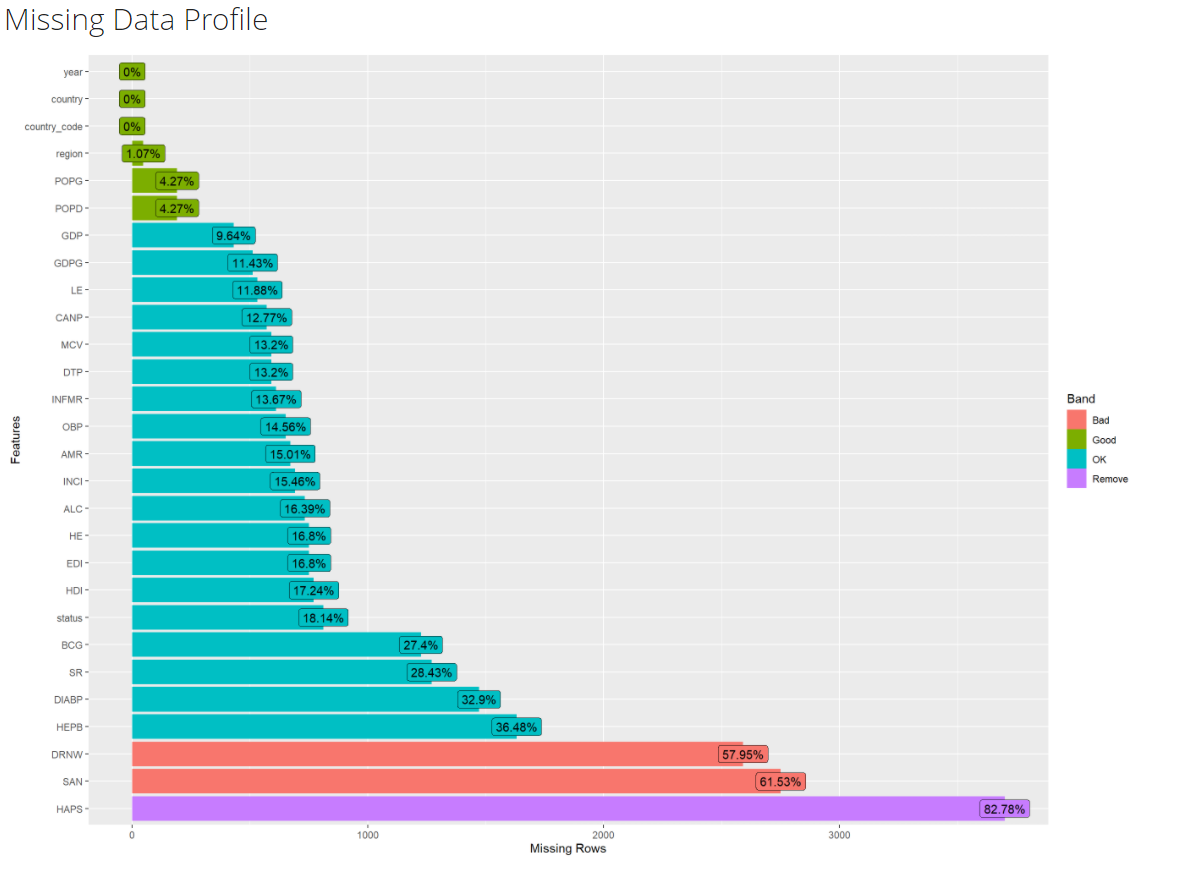 Missing Data Profile
year 0%
country 0%
country_code 0%
region 1.07%
POPG 4.27%
POPD 4.27%
GDP 9.64%
GDPG 11.43%
LE 11.88%
CANP 12.77%
MCV 13.2%
DTP 13.2%
INFMR 13.67%
OBP 14.56%
AMR 15.01%
INCI 15.46%
ALC 16.39%
HE 16.8%
EDI 16.8%
HDI 17.24%
status 18.14%
BCG 27.4%
SR 28.43%
DIABP 32.9%
HEPB 36.48%
DRNW 57.95%
SAN 61.53%
HAPS 82.78%
0 1000 2000 3000
Missing Rows
Features
Band
Bad
Good
OK
Remove